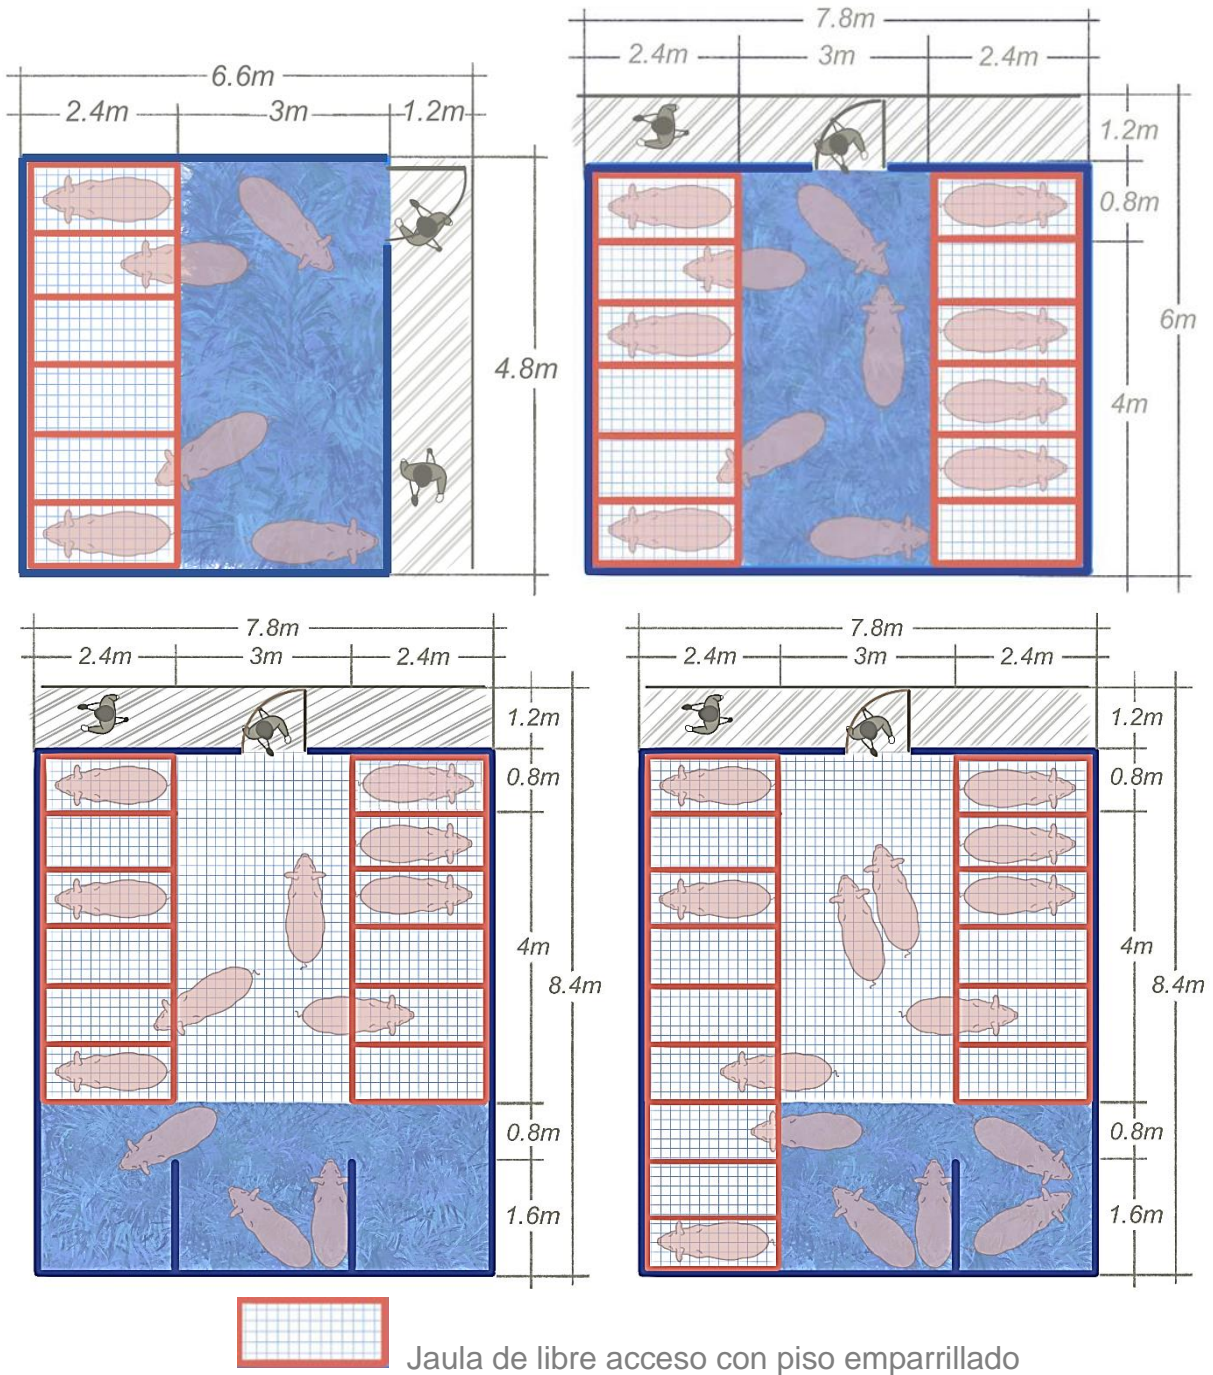 6.6m
2.4m 3m 1.2m
4.8m
7.8m
2.4m 3m 2.4m
1.2m
0.8m
6m
4m
7.8m
2.4m 3m 2.4m
1.2m
0.8m
4m
8.4m
0.8m
1.6m
7.8m
2.4m 3m 2.4m
1.2m
0.8m
4m
8.4m
0.8m
1.6m
Jaula de libre acceso con piso emparrillado